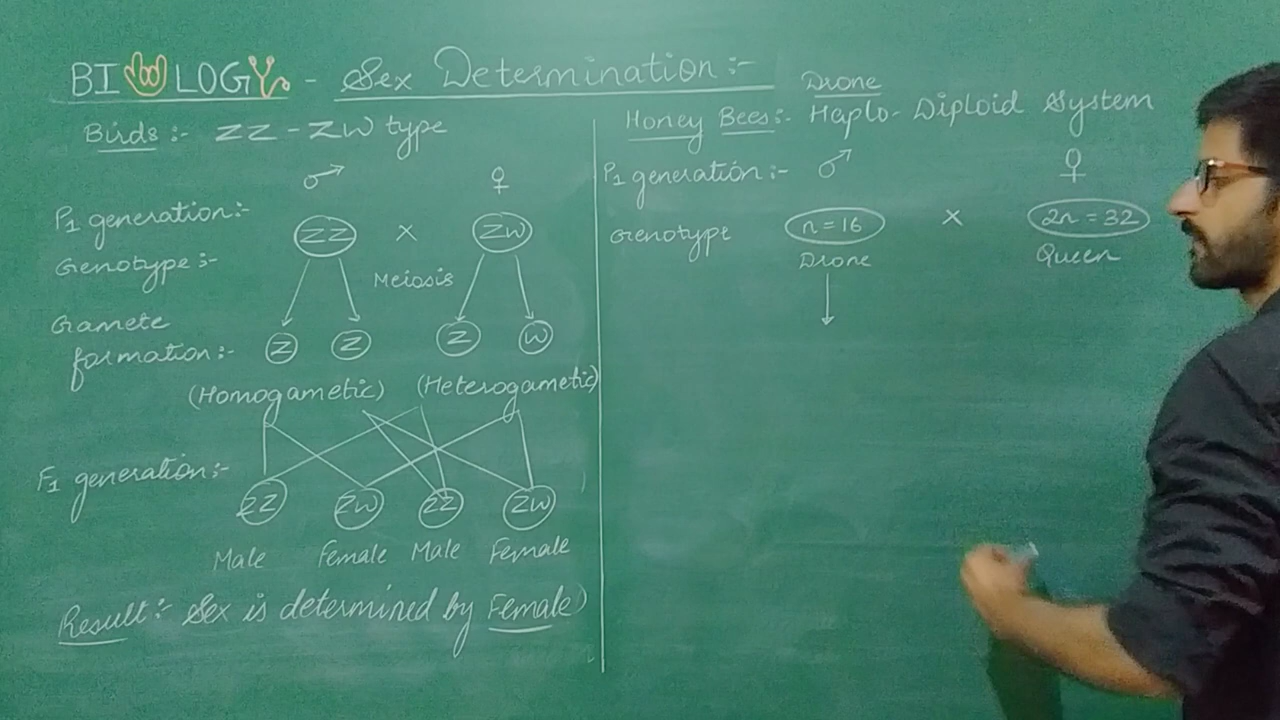 BIOLOGY - Sex Determination :-
Birds :- ZZ - ZW type
♂ ♀
P1 generation:-
Genotype :-
ZZ × ZW
Meiosis
Gamete
formation:-
Z Z Z W
(Homogametic) (Heterogametic)
F1 generation:-
ZZ ZW ZZ ZW
Male Female Male Female
Result :- Sex is determined by Female
Drone
Honey Bees:- Haplo- Diploid System
P1 generation:- ♂ ♀
Genotype n = 16 × 2n = 32
Drone Queen